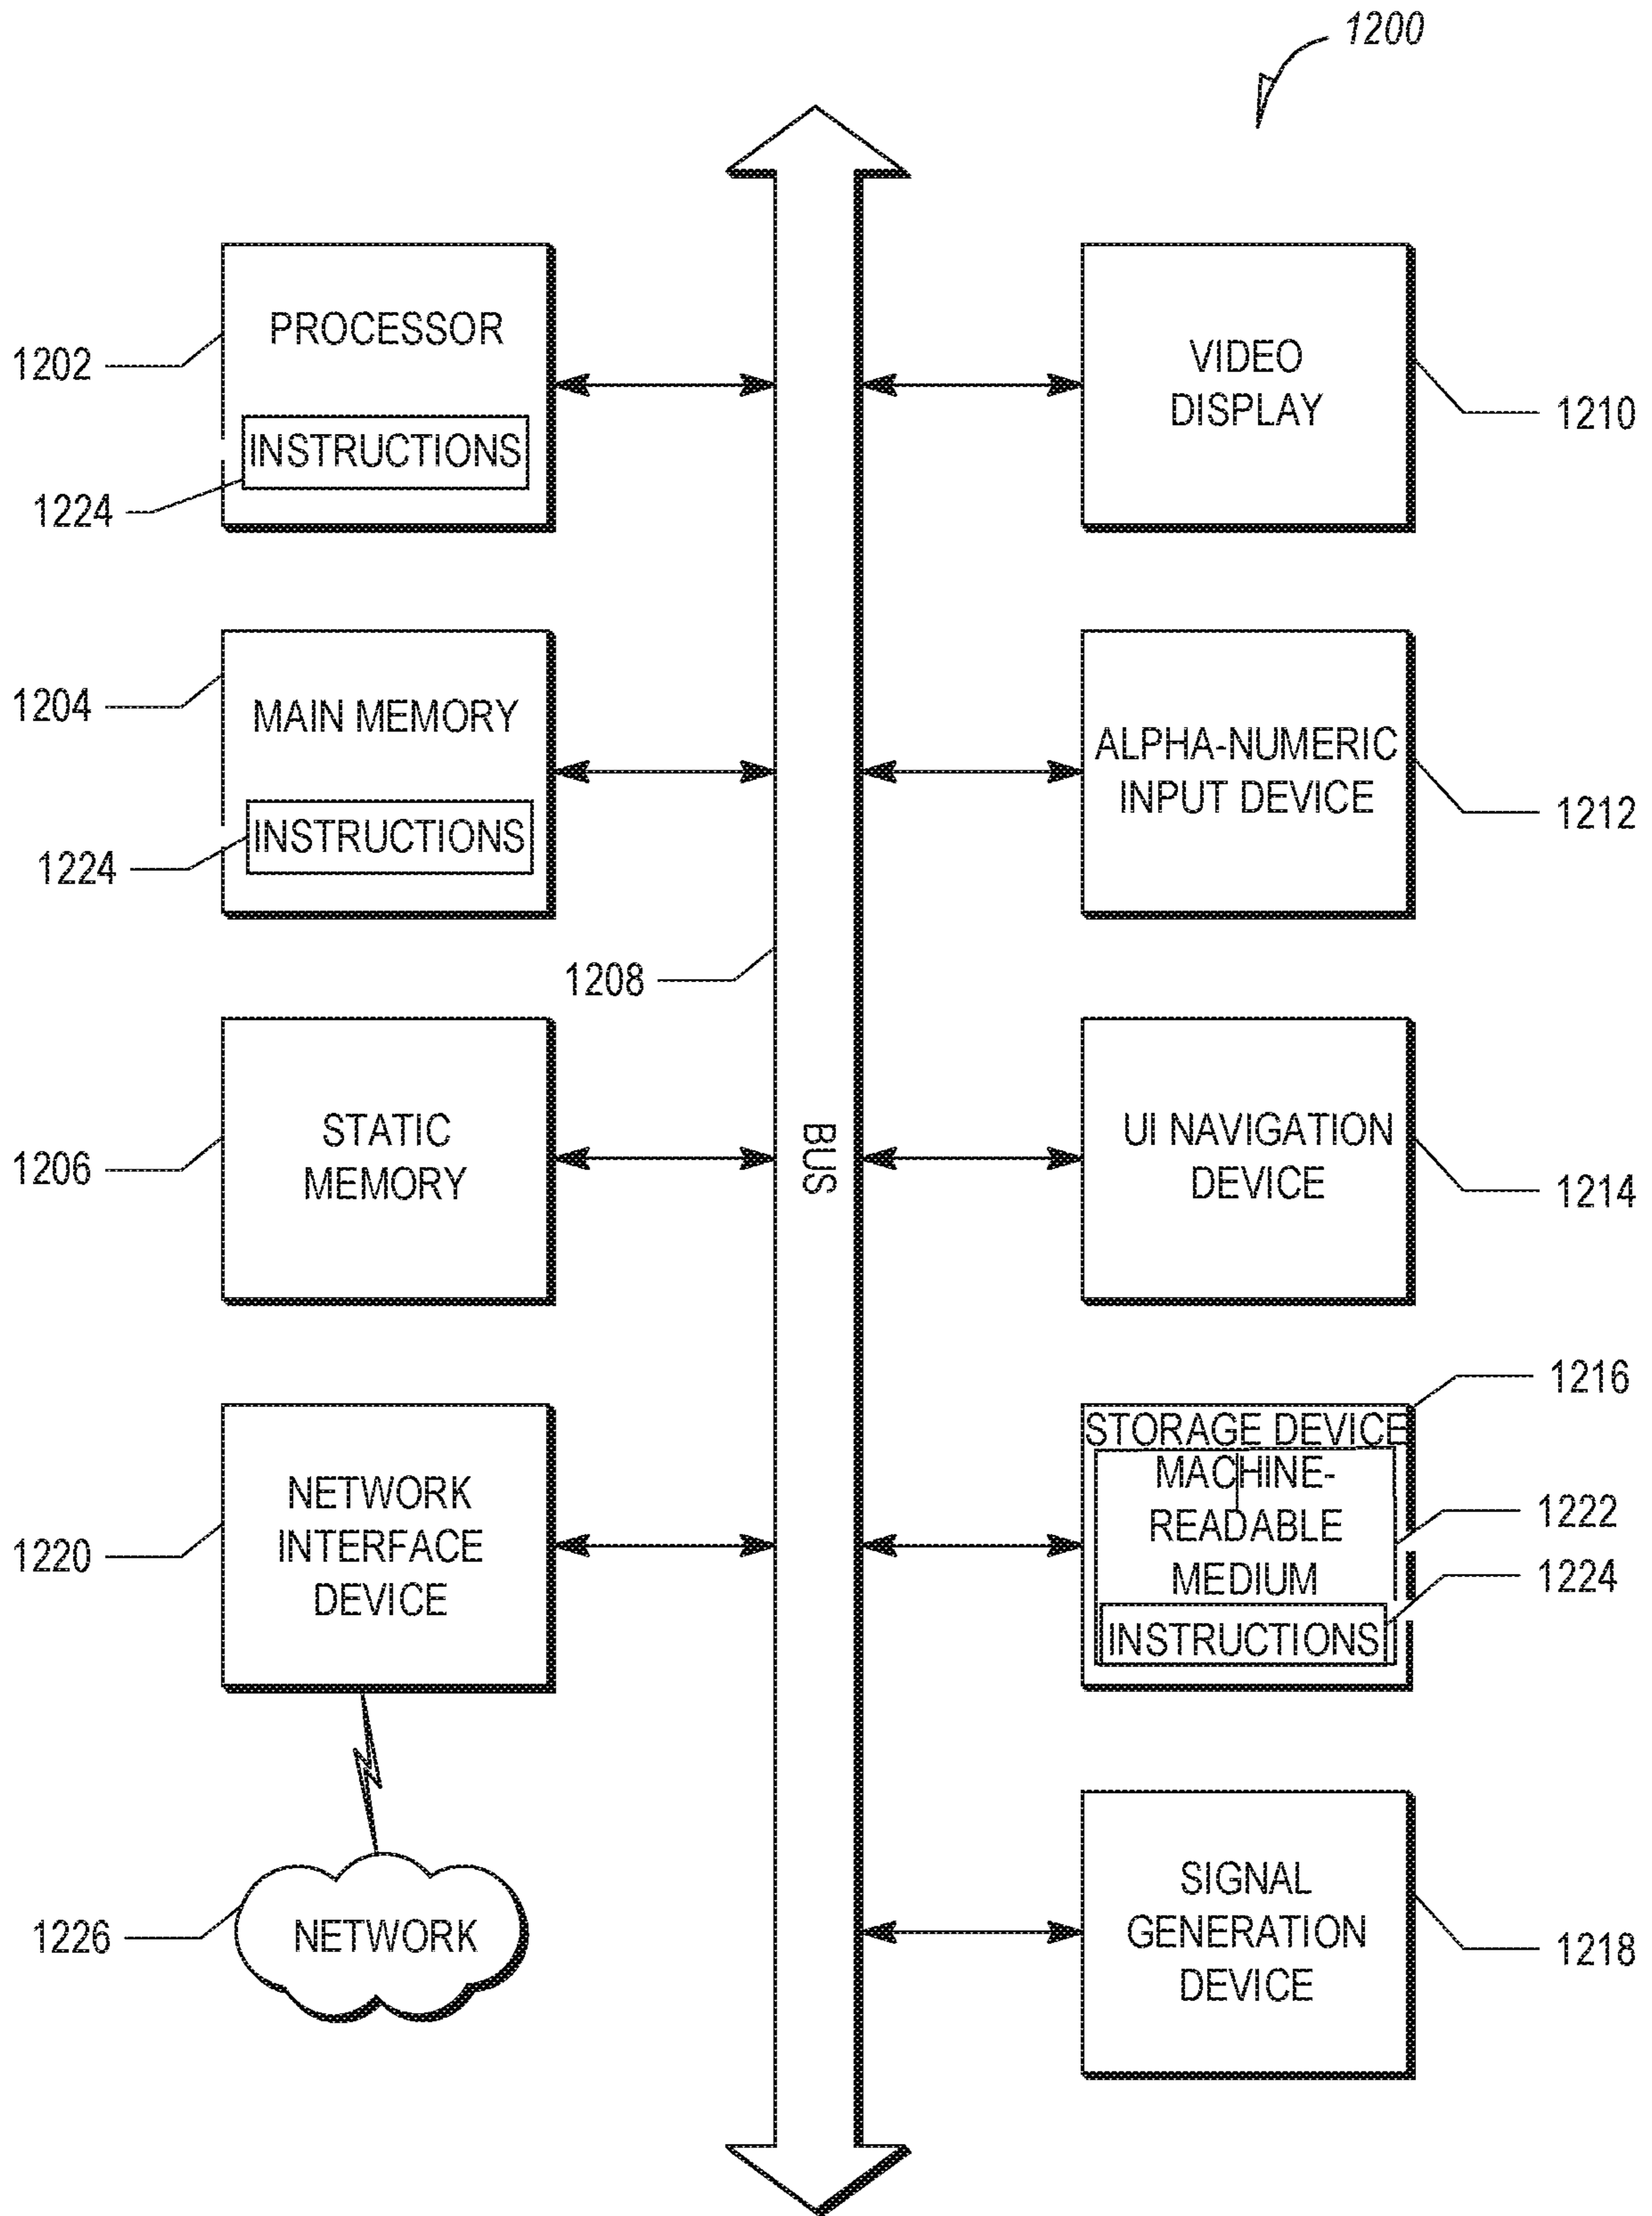 1200
PROCESSOR
1202
INSTRUCTIONS
1224
VIDEO
DISPLAY
1210
MAIN MEMORY
1204
INSTRUCTIONS
1224
ALPHA-NUMERIC
INPUT DEVICE
1212
1208
BUS
STATIC
MEMORY
1206
UI NAVIGATION
DEVICE
1214
NETWORK
INTERFACE
DEVICE
1220
1216
STORAGE DEVICE
MACHINE-
READABLE
MEDIUM
1222
1224
INSTRUCTIONS
1226
NETWORK
SIGNAL
GENERATION
DEVICE
1218